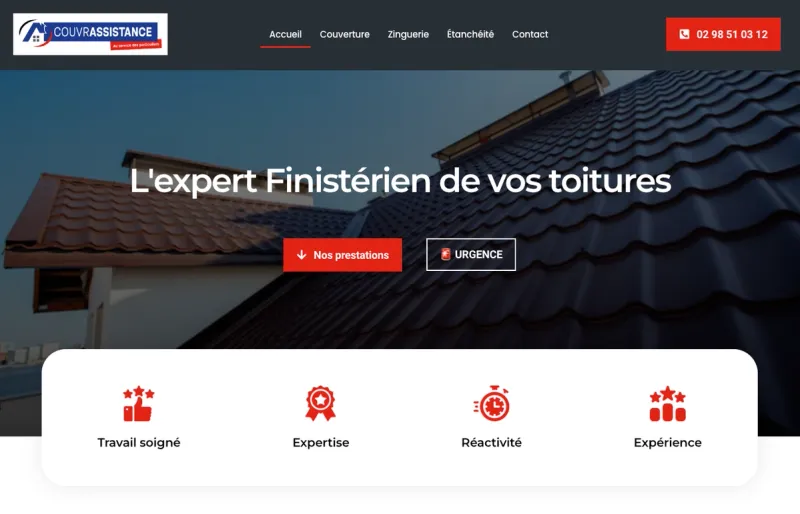 COUVRASSISTANCE
au service des particuliers
Accueil
Couverture
Zinguerie
Étanchéité
Contact
02 98 51 03 12
L'expert Finistérien de vos toitures
Nos prestations
URGENCE
Travail soigné
Expertise
Réactivité
Expérience